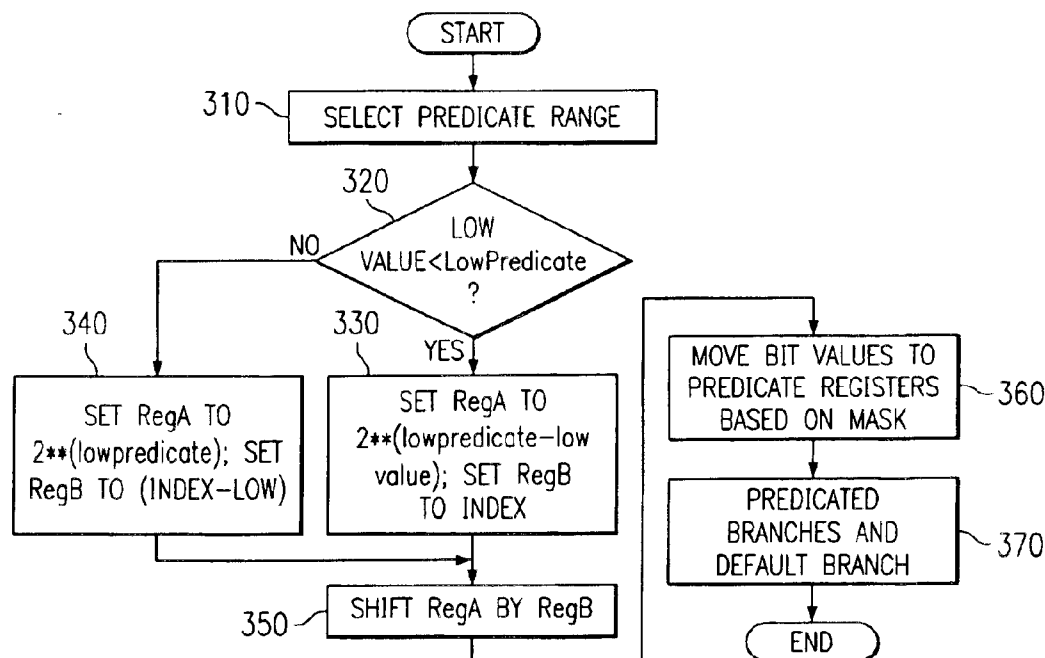 START
310
SELECT PREDICATE RANGE
320
LOW
VALUE<LowPredicate
?
NO
YES
340
SET RegA TO
2**(lowpredicate); SET
RegB TO (INDEX-LOW)
330
SET RegA TO
2**(lowpredicate-low
value); SET RegB
TO INDEX
350
SHIFT RegA BY RegB
MOVE BIT VALUES TO
PREDICATE REGISTERS
BASED ON MASK
360
PREDICATED
BRANCHES AND
DEFAULT BRANCH
370
END